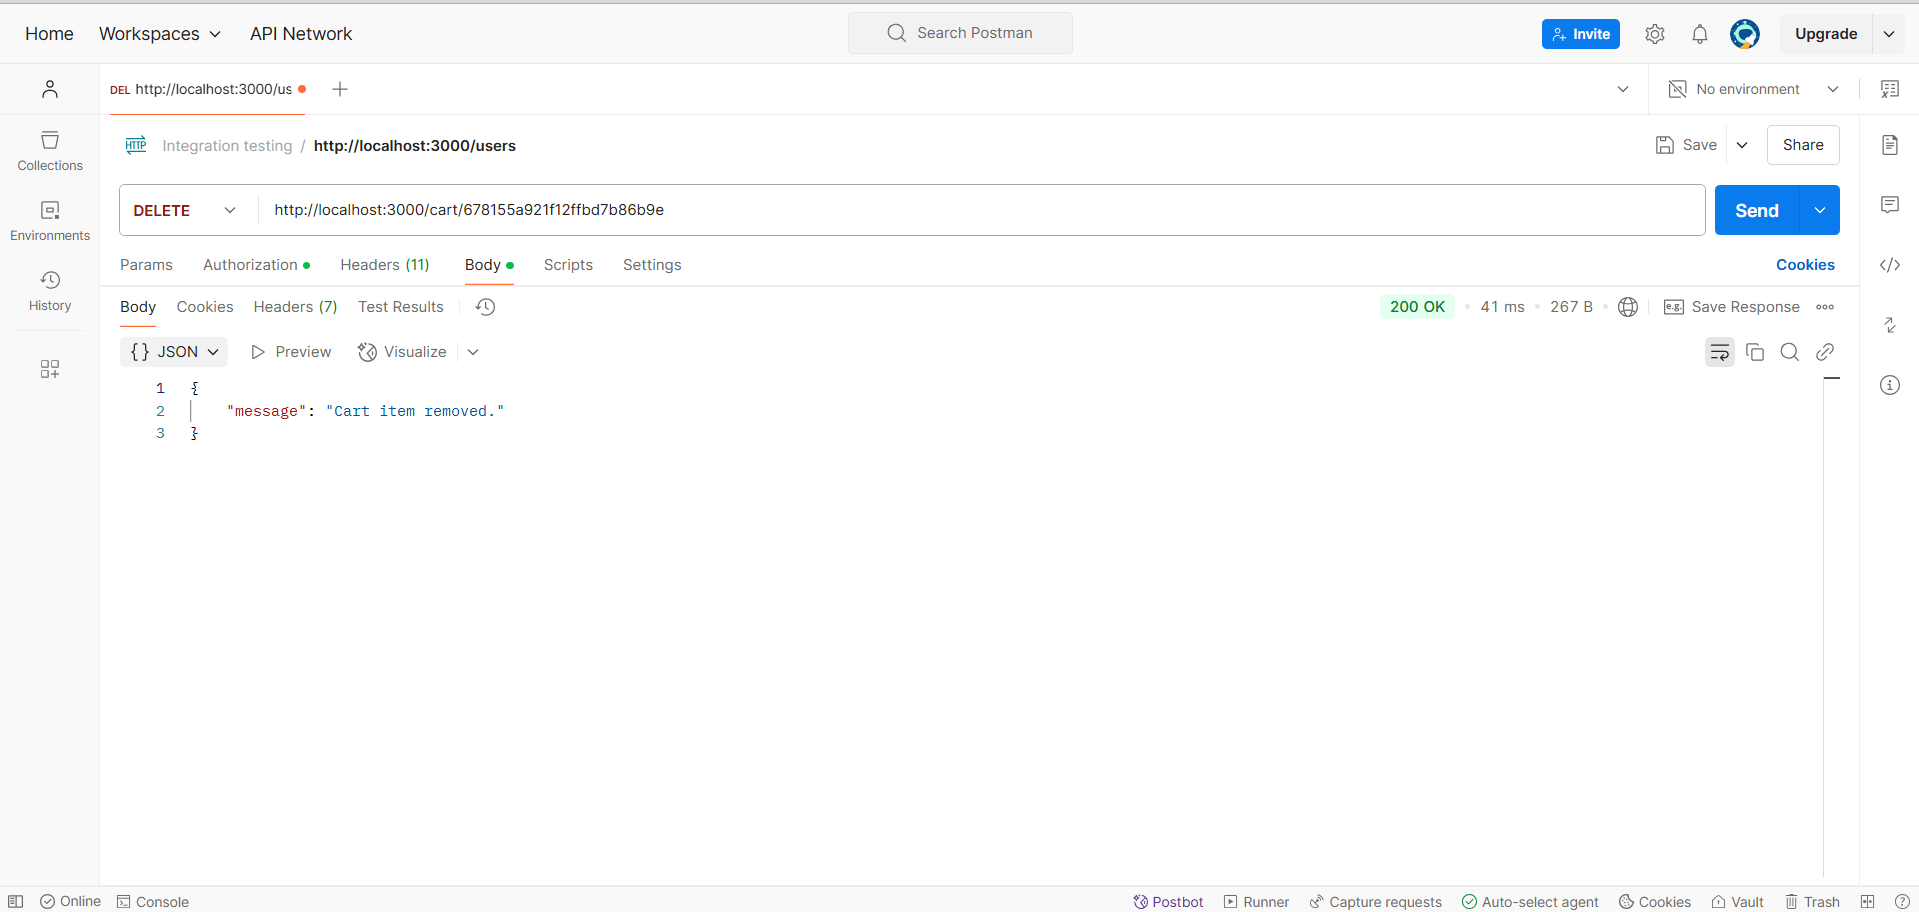 Home Workspaces API Network Search Postman Invite Upgrade
DEL http://localhost:3000/us No environment
Integration testing / http://localhost:3000/users Save Share
Collections
DELETE http://localhost:3000/cart/678155a921f12ffbd7b86b9e Send
Environments
Params Authorization Headers (11) Body Scripts Settings Cookies
History
Body Cookies Headers (7) Test Results 200 OK 41 ms 267 B e.g. Save Response
{} JSON Preview Visualize
1 {
2 "message": "Cart item removed."
3 }
Online Console Postbot Runner Capture requests Auto-select agent Cookies Vault Trash